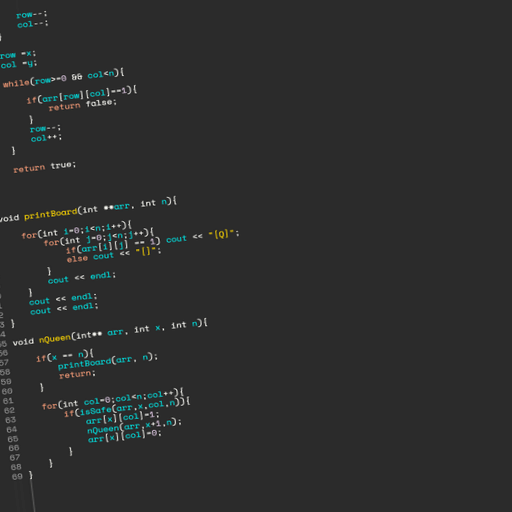 row--;
col--;
row =x;
col =y;
while(row>=0 && col<n){
if(arr[row][col]==1){
return false;
}
row--;
col++;
}
return true;
void printBoard(int **arr, int n){
for(int i=0;i<n;i++){
for(int j=0;j<n;j++){
if(arr[i][j] == 1) cout << "[Q]";
else cout << "[]";
}
cout << endl;
}
cout << endl;
cout << endl;
3 }
4
55 void nQueen(int** arr, int x, int n){
56
57 if(x == n){
58 printBoard(arr, n);
59 return;
60 }
61
62 for(int col=0;col<n;col++){
63 if(isSafe(arr,x,col,n)){
64 arr[x][col]=1;
65 nQueen(arr,x+1,n);
66 arr[x][col]=0;
67 }
68 }
69 }